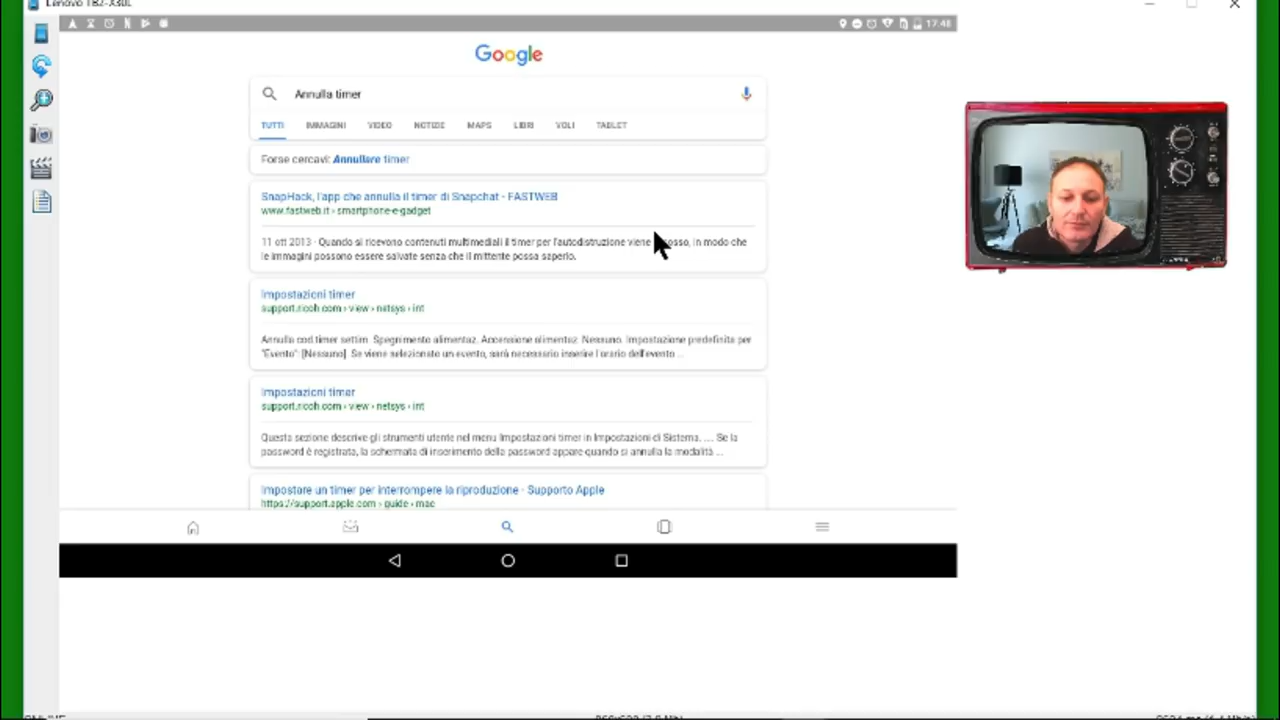 Lenovo TB2-X30L
17.48
Google
Annulla timer
TUTTI IMMAGINI VIDEO NOTIZIE MAPS LIBRI VOLI TABLET
Forse cercavi: Annullare timer
SnapHack, l'app che annulla il timer di Snapchat - FASTWEB
www.fastweb.it › smartphone-e-gadget
11 ott 2013 · Quando si ricevono contenuti multimediali il timer per l'autodistruzione viene esso, in modo che
le immagini possono essere salvate senza che il mittente possa saperlo.
Impostazioni timer
support.ricoh.com › view › netsys › int
Annulla cod timer settim. Spegnimento alimentaz. Accensione alimentaz. Nessuno. Impostazione predefinita per
"Evento": [Nessuno]. Se viene selezionato un evento, sarà necessario inserire l'orario dell'evento ...
Impostazioni timer
support.ricoh.com › view › netsys › int
Questa sezione descrive gli strumenti utente nel menu Impostazioni timer in Impostazioni di Sistema. ... Se la
password è registrata, la schermata di inserimento della password appare quando si annulla la modalità ...
Impostare un timer per interrompere la riproduzione - Supporto Apple
https://support.apple.com › guide › mac